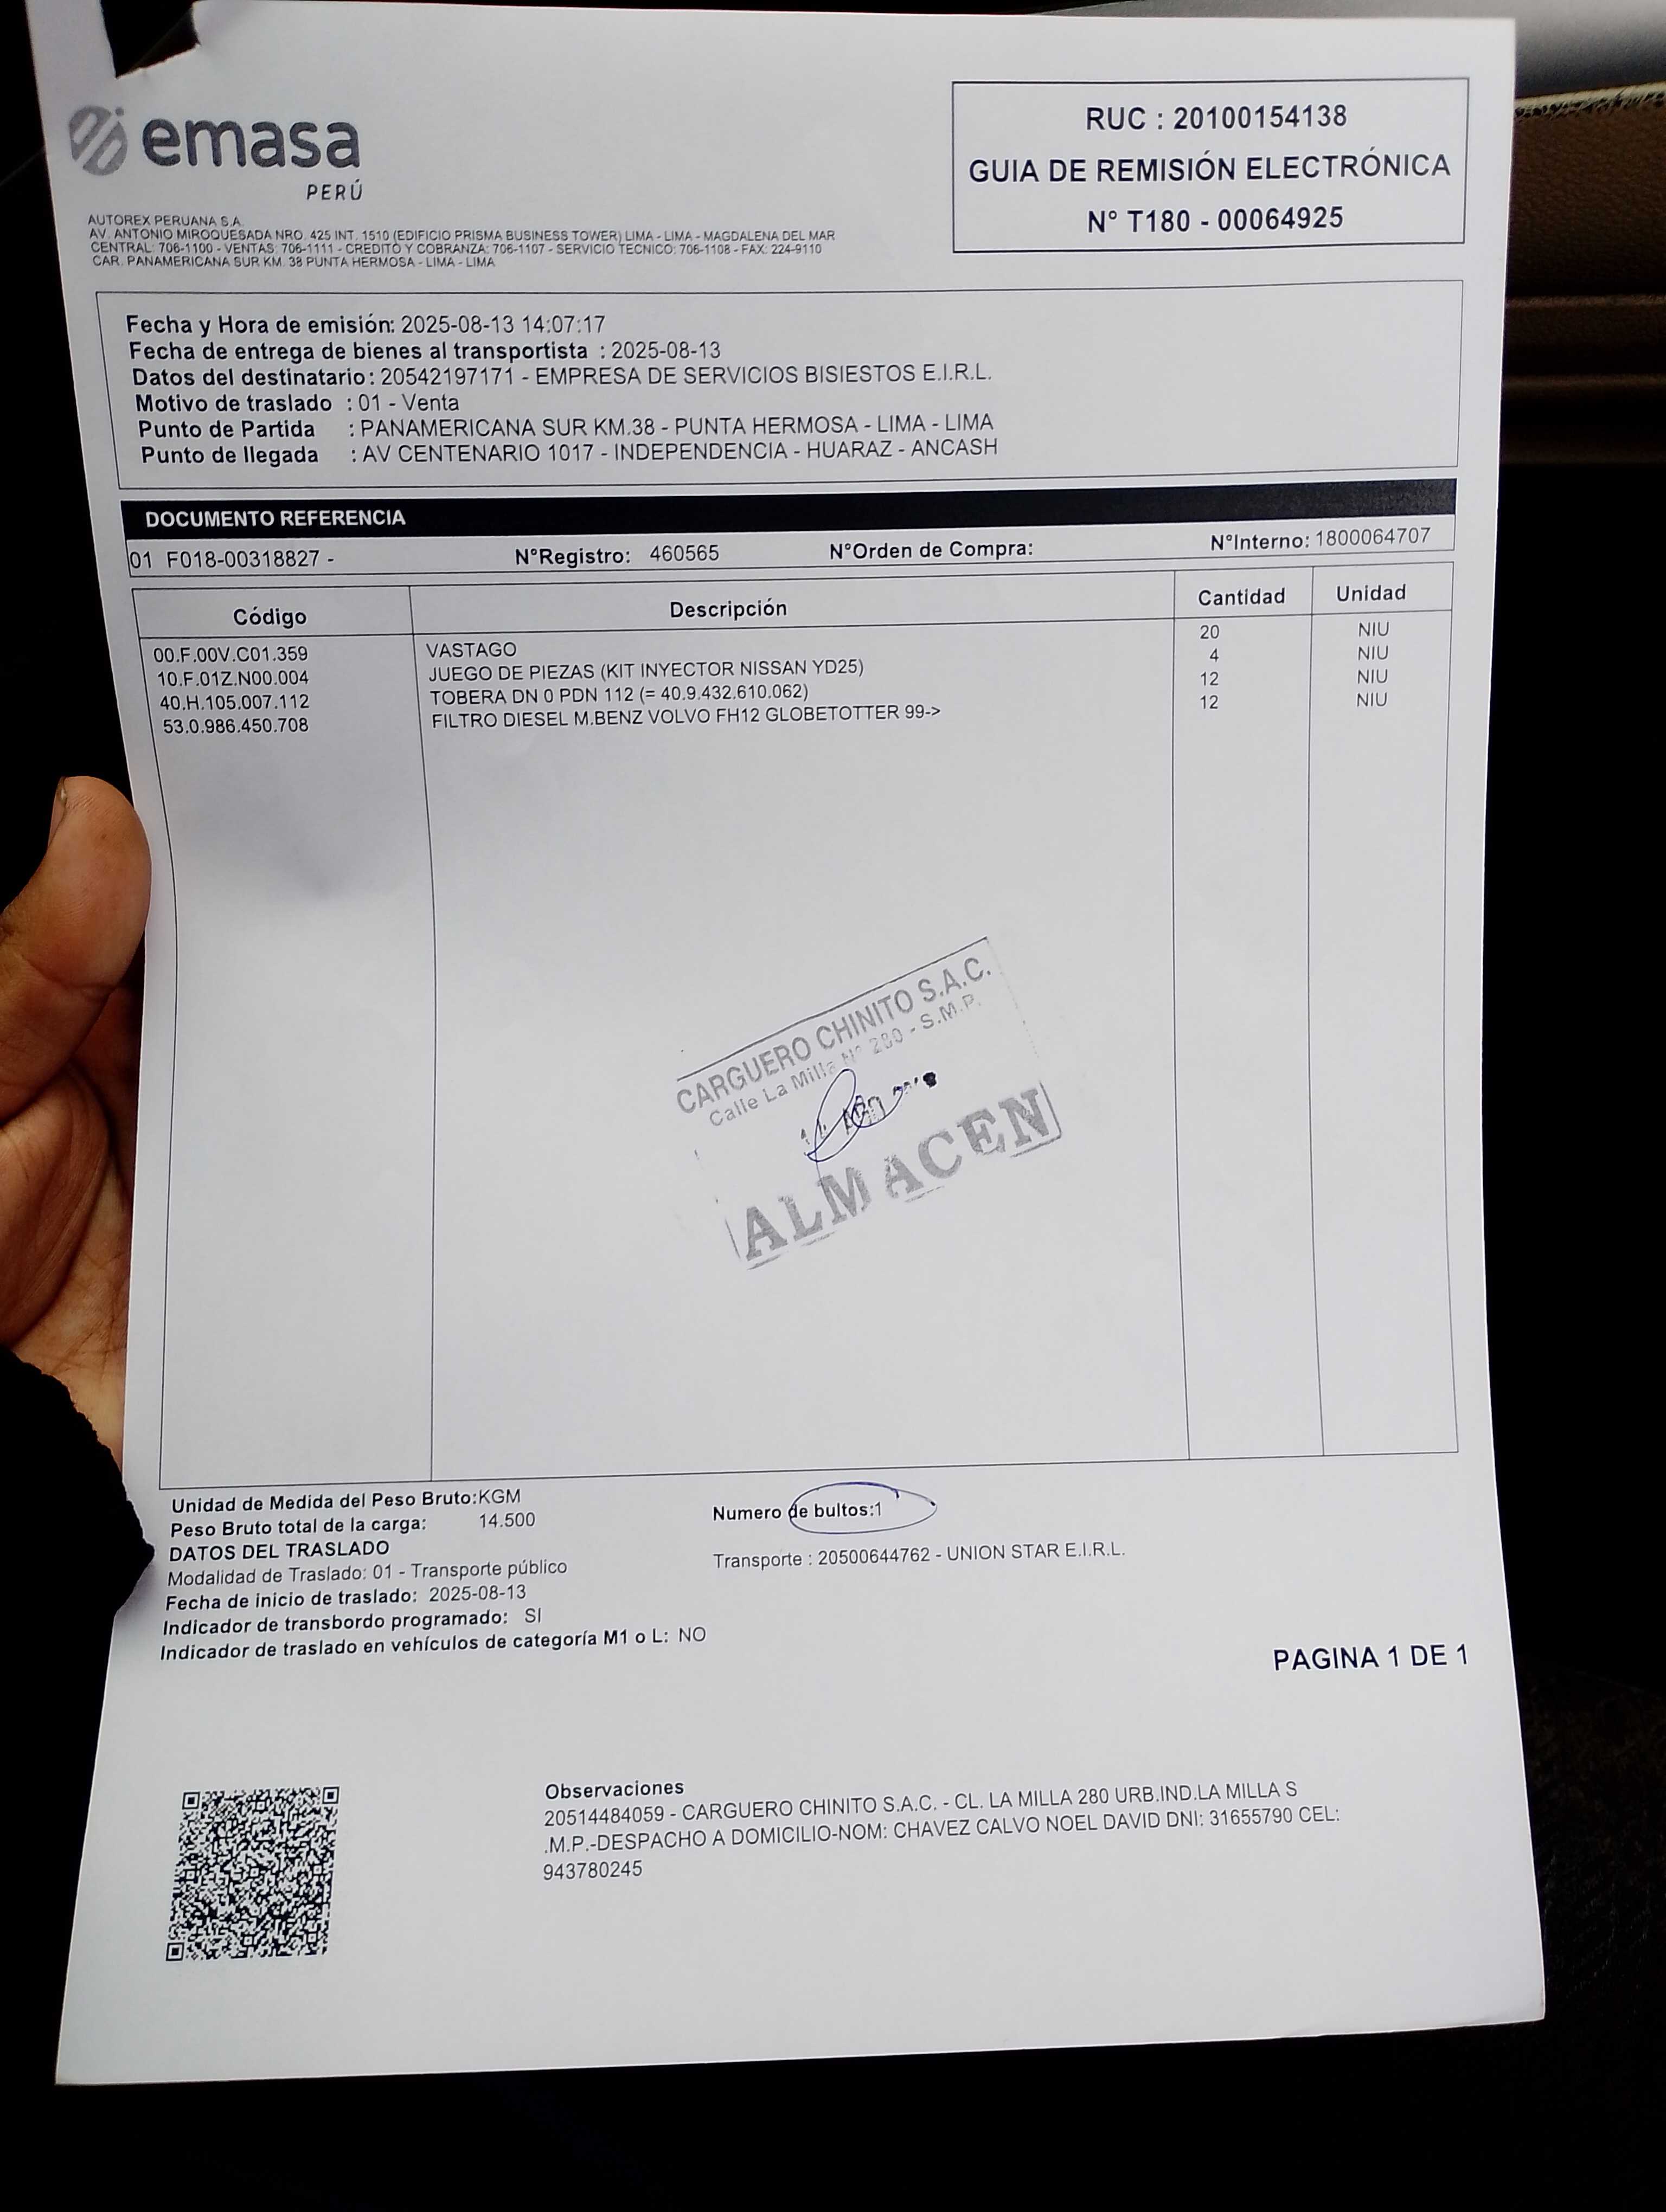 emasa
PERÚ
RUC : 20100154138
GUIA DE REMISIÓN ELECTRÓNICA
N° T180 - 00064925
AUTOREX PERUANA S.A.
AV. ANTONIO MIROQUESADA NRO. 425 INT. 1510 (EDIFICIO PRISMA BUSINESS TOWER) LIMA - LIMA - MAGDALENA DEL MAR
CENTRAL: 706-1100 - VENTAS: 706-1111 - CREDITO Y COBRANZA: 706-1107 - SERVICIO TECNICO: 706-1108 - FAX: 224-9110
CAR. PANAMERICANA SUR KM. 38 PUNTA HERMOSA - LIMA - LIMA
Fecha y Hora de emisión: 2025-08-13 14:07:17
Fecha de entrega de bienes al transportista : 2025-08-13
Datos del destinatario: 20542197171 - EMPRESA DE SERVICIOS BISIESTOS E.I.R.L.
Motivo de traslado : 01 - Venta
Punto de Partida : PANAMERICANA SUR KM.38 - PUNTA HERMOSA - LIMA - LIMA
Punto de llegada : AV CENTENARIO 1017 - INDEPENDENCIA - HUARAZ - ANCASH
DOCUMENTO REFERENCIA
01 F018-00318827 - N°Registro: 460565 N°Orden de Compra: N°Interno: 1800064707
Código Descripción Cantidad Unidad
00.F.00V.C01.359 VASTAGO 20 NIU
10.F.01Z.N00.004 JUEGO DE PIEZAS (KIT INYECTOR NISSAN YD25) 4 NIU
40.H.105.007.112 TOBERA DN 0 PDN 112 (= 40.9.432.610.062) 12 NIU
53.0.986.450.708 FILTRO DIESEL M.BENZ VOLVO FH12 GLOBETOTTER 99-> 12 NIU
CARGUERO CHINITO S.A.C.
Calle La Milla N° 280 - S.M.P.
ALMACEN
Unidad de Medida del Peso Bruto:KGM
Peso Bruto total de la carga: 14.500
Numero de bultos:1
DATOS DEL TRASLADO
Modalidad de Traslado: 01 - Transporte público
Transporte : 20500644762 - UNION STAR E.I.R.L.
Fecha de inicio de traslado: 2025-08-13
Indicador de transbordo programado: SI
Indicador de traslado en vehículos de categoría M1 o L: NO
PAGINA 1 DE 1
Observaciones
20514484059 - CARGUERO CHINITO S.A.C. - CL. LA MILLA 280 URB.IND.LA MILLA S
.M.P.-DESPACHO A DOMICILIO-NOM: CHAVEZ CALVO NOEL DAVID DNI: 31655790 CEL:
943780245